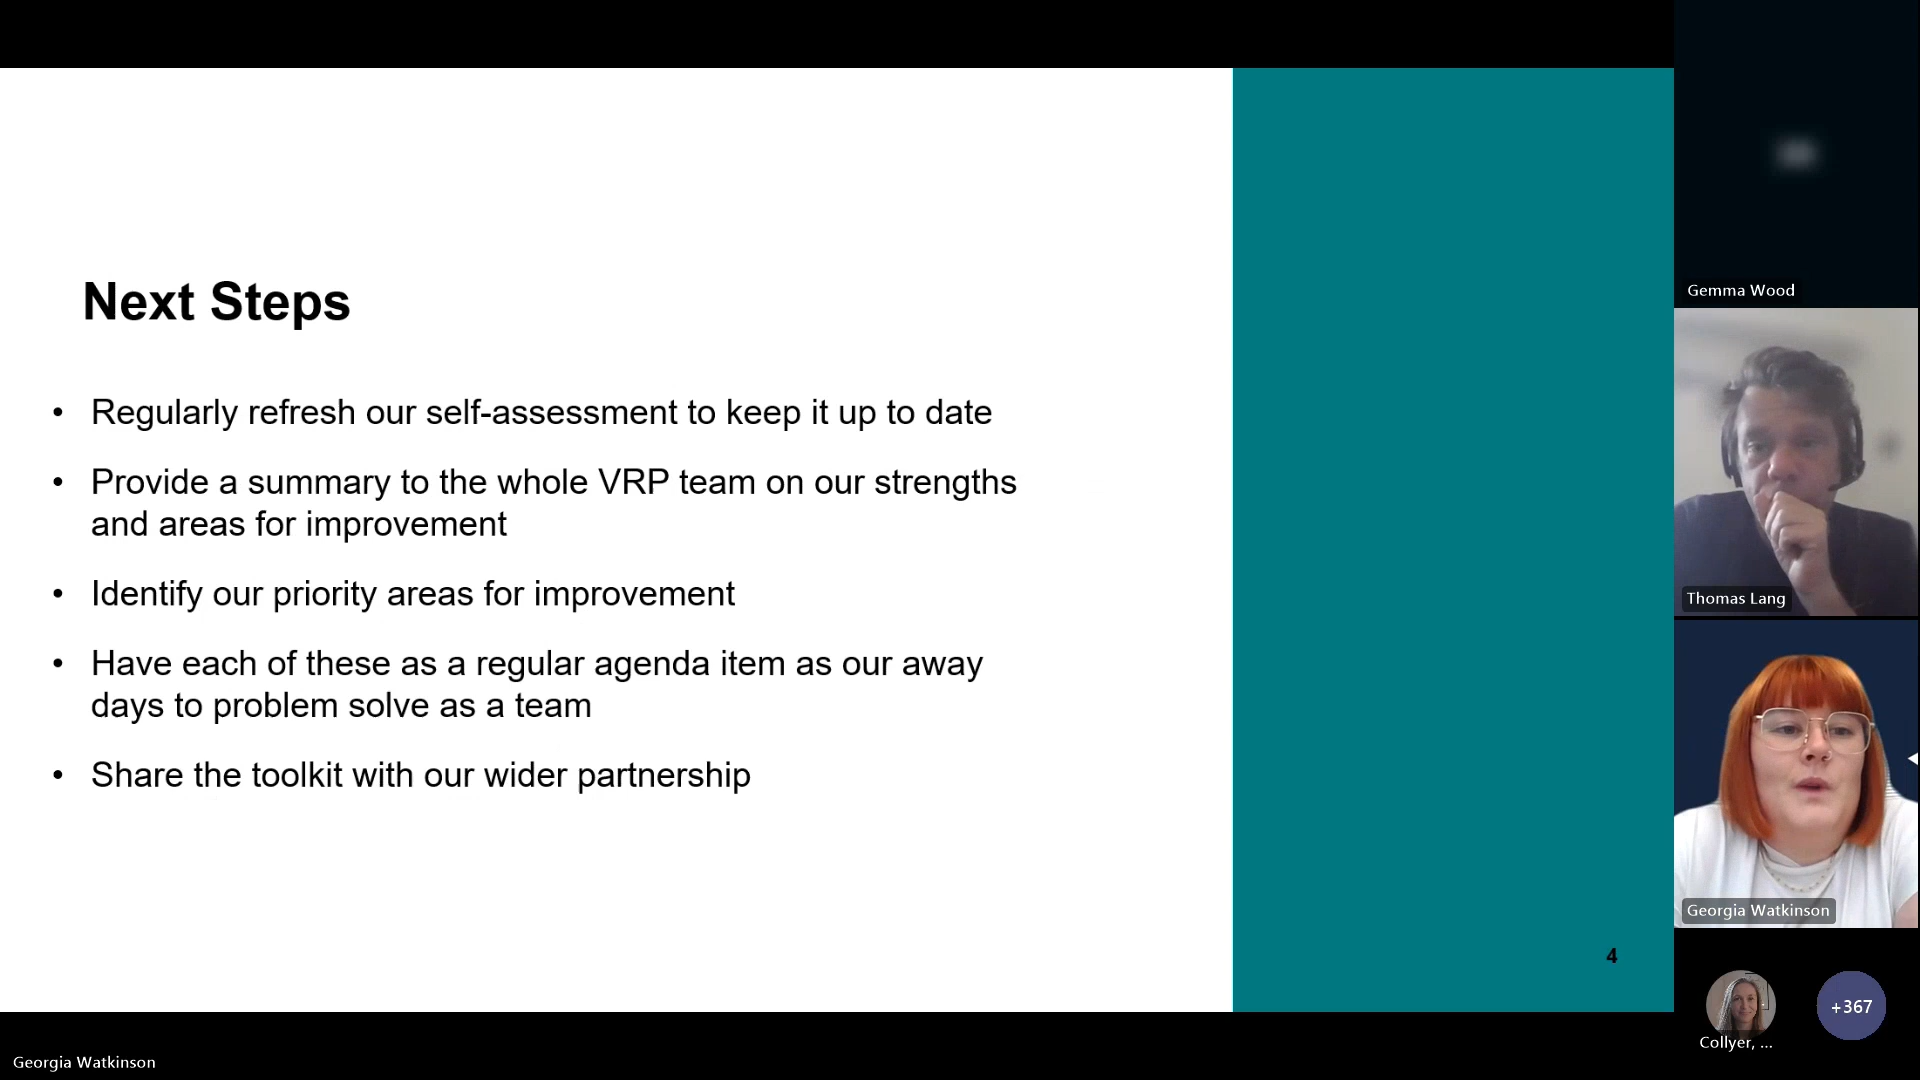 Next Steps
• Regularly refresh our self-assessment to keep it up to date
• Provide a summary to the whole VRP team on our strengths
and areas for improvement
• Identify our priority areas for improvement
• Have each of these as a regular agenda item as our away
days to problem solve as a team
• Share the toolkit with our wider partnership
4
Gemma Wood
Thomas Lang
Georgia Watkinson
Collyer, ...
+367
Georgia Watkinson